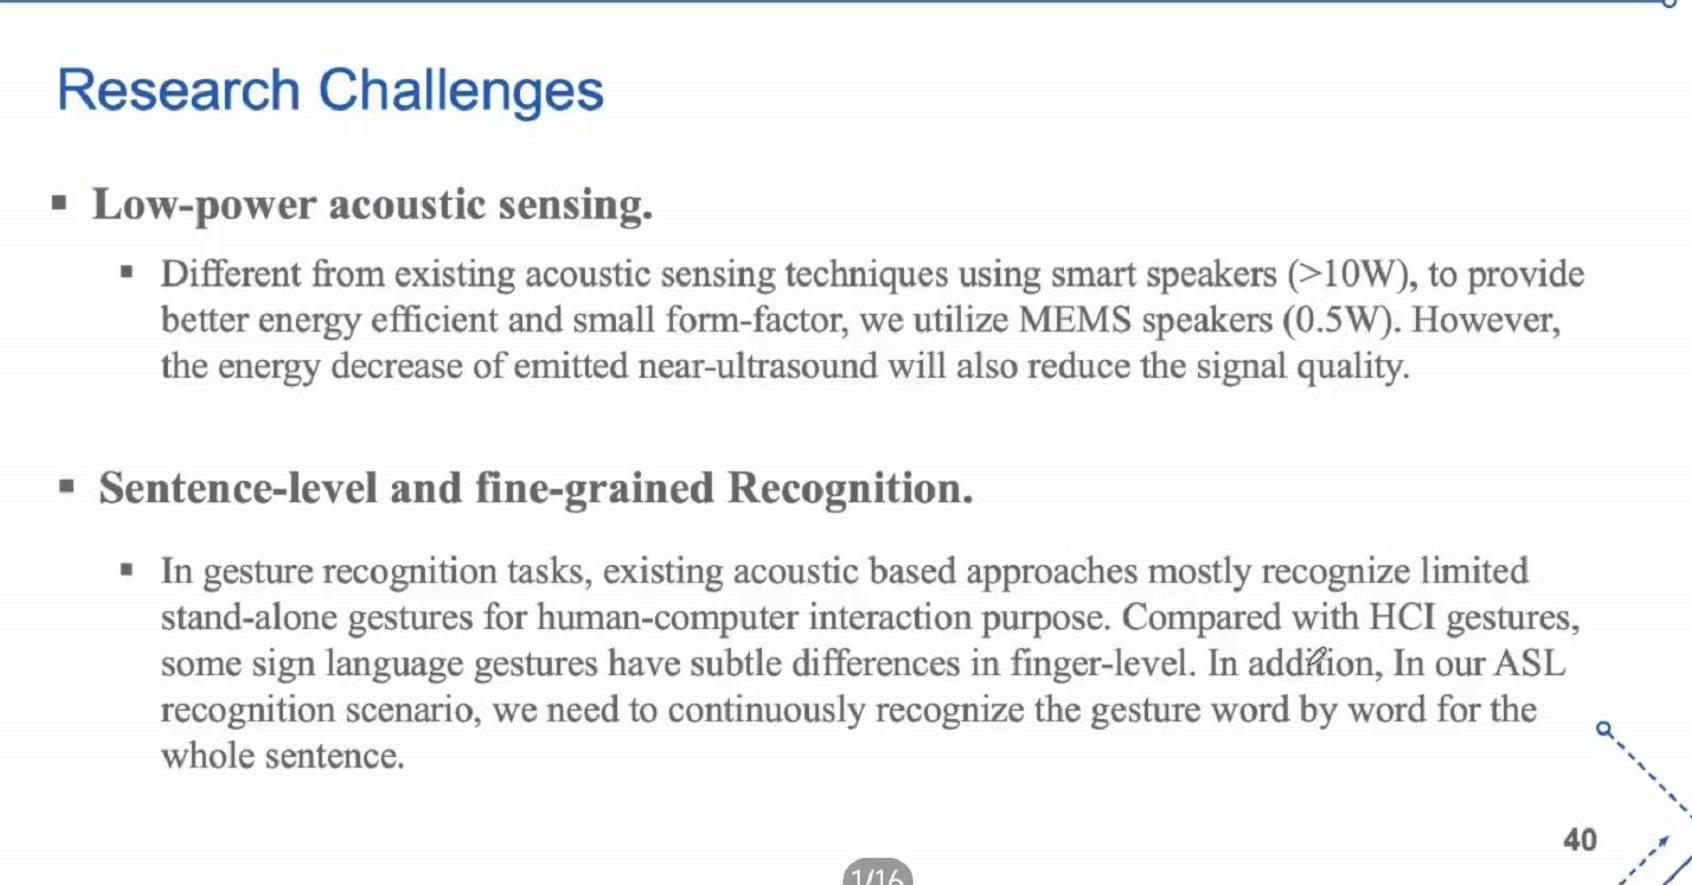 Research Challenges
▪ Low-power acoustic sensing.
▪ Different from existing acoustic sensing techniques using smart speakers (>10W), to provide
better energy efficient and small form-factor, we utilize MEMS speakers (0.5W). However,
the energy decrease of emitted near-ultrasound will also reduce the signal quality.
▪ Sentence-level and fine-grained Recognition.
▪ In gesture recognition tasks, existing acoustic based approaches mostly recognize limited
stand-alone gestures for human-computer interaction purpose. Compared with HCI gestures,
some sign language gestures have subtle differences in finger-level. In addition, In our ASL
recognition scenario, we need to continuously recognize the gesture word by word for the
whole sentence.
40
1/16